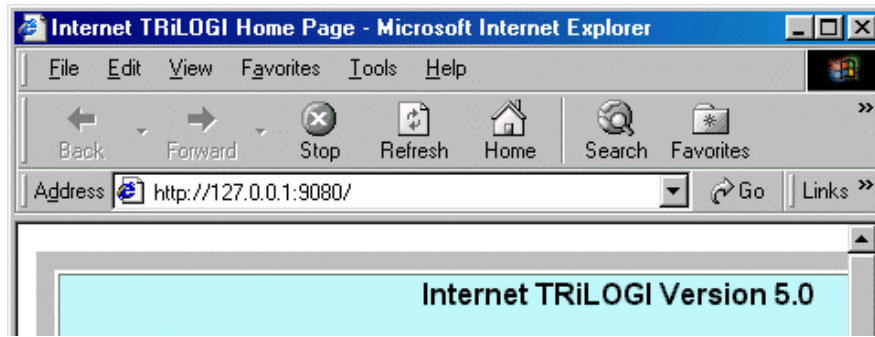 Internet TRiLOGI Home Page - Microsoft Internet Explorer
File Edit View Favorites Tools Help
Back Forward Stop Refresh Home Search Favorites »
Address http://127.0.0.1:9080/ Go Links »
Internet TRiLOGI Version 5.0